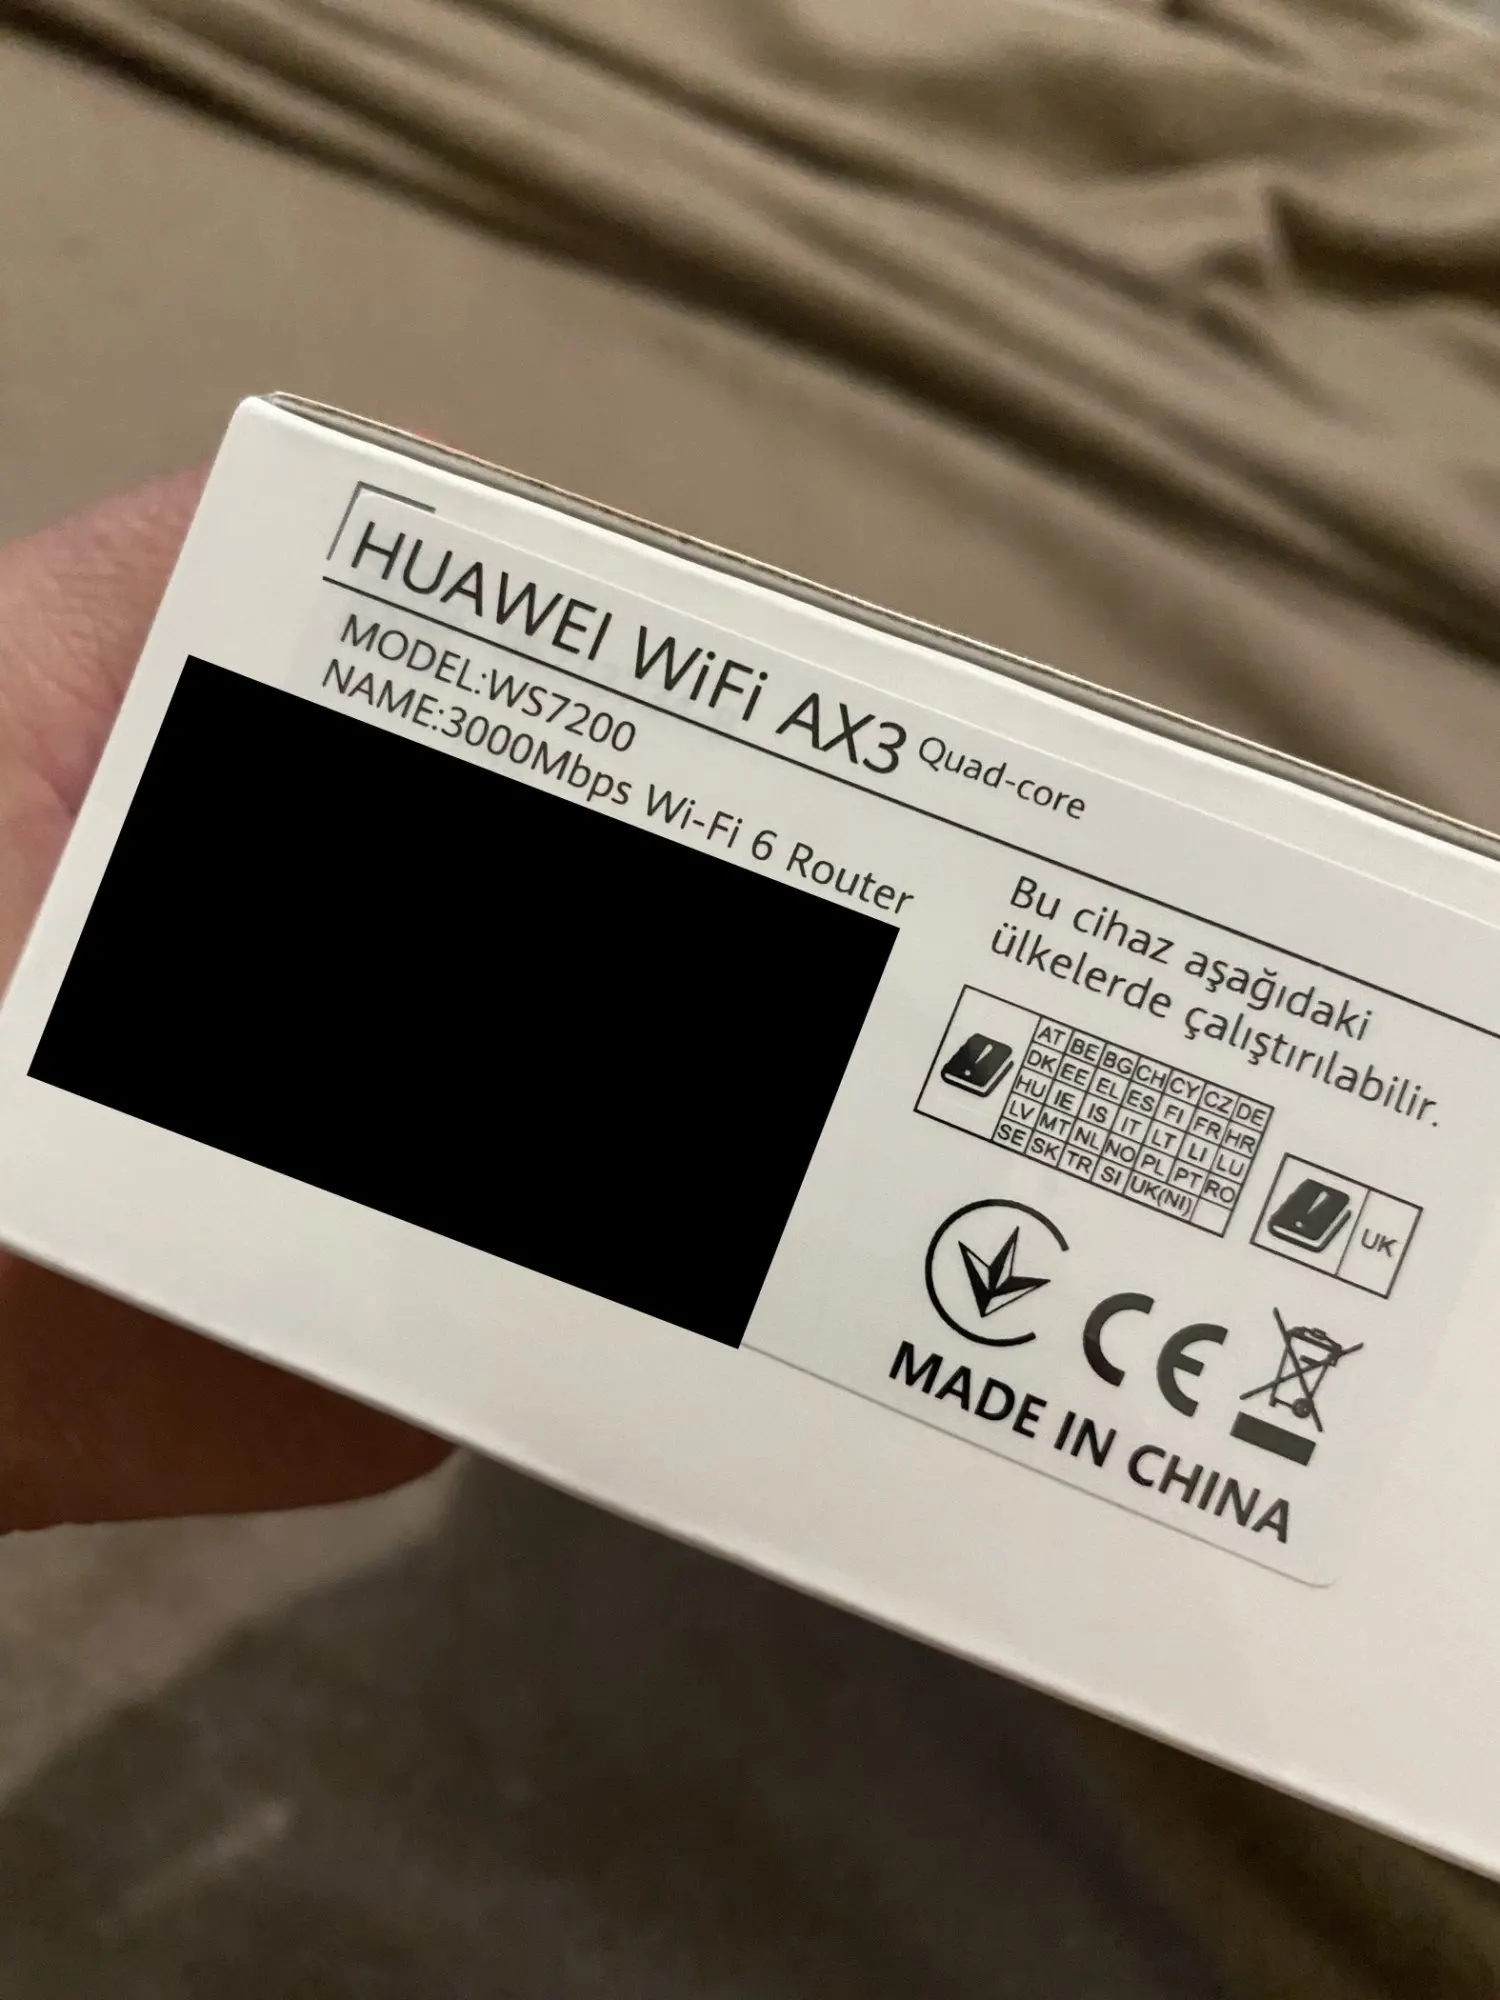 HUAWEI WiFi AX3 Quad-core
MODEL:WS7200
NAME:3000Mbps Wi-Fi 6 Router
Bu cihaz aşağıdaki
ülkelerde çalıştırılabilir.
AT BE BG CH CY CZ DE
DK EE EL ES FI FR HR
HU IE IS IT LT LI LU
LV MT NL NO PL PT RO
SE SK TR SI UK(NI)
UK
CE
MADE IN CHINA